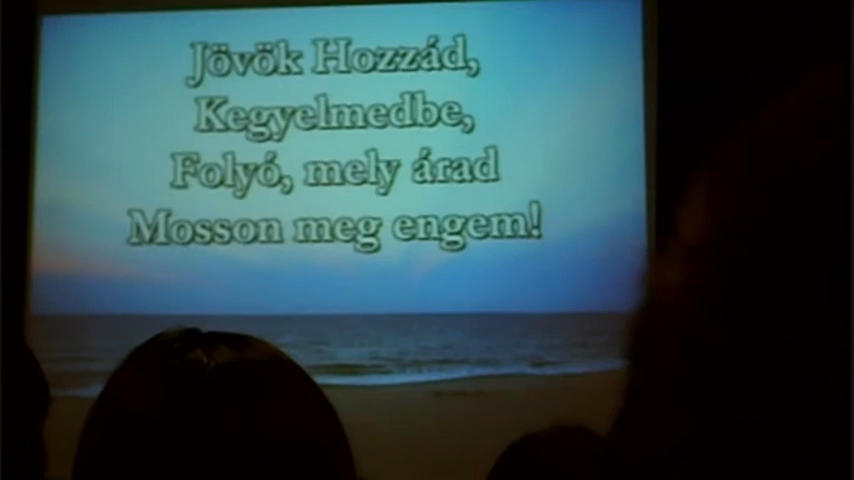 Jövök Hozzád,
Kegyelmedbe,
Folyó, mely árad
Mosson meg engem!